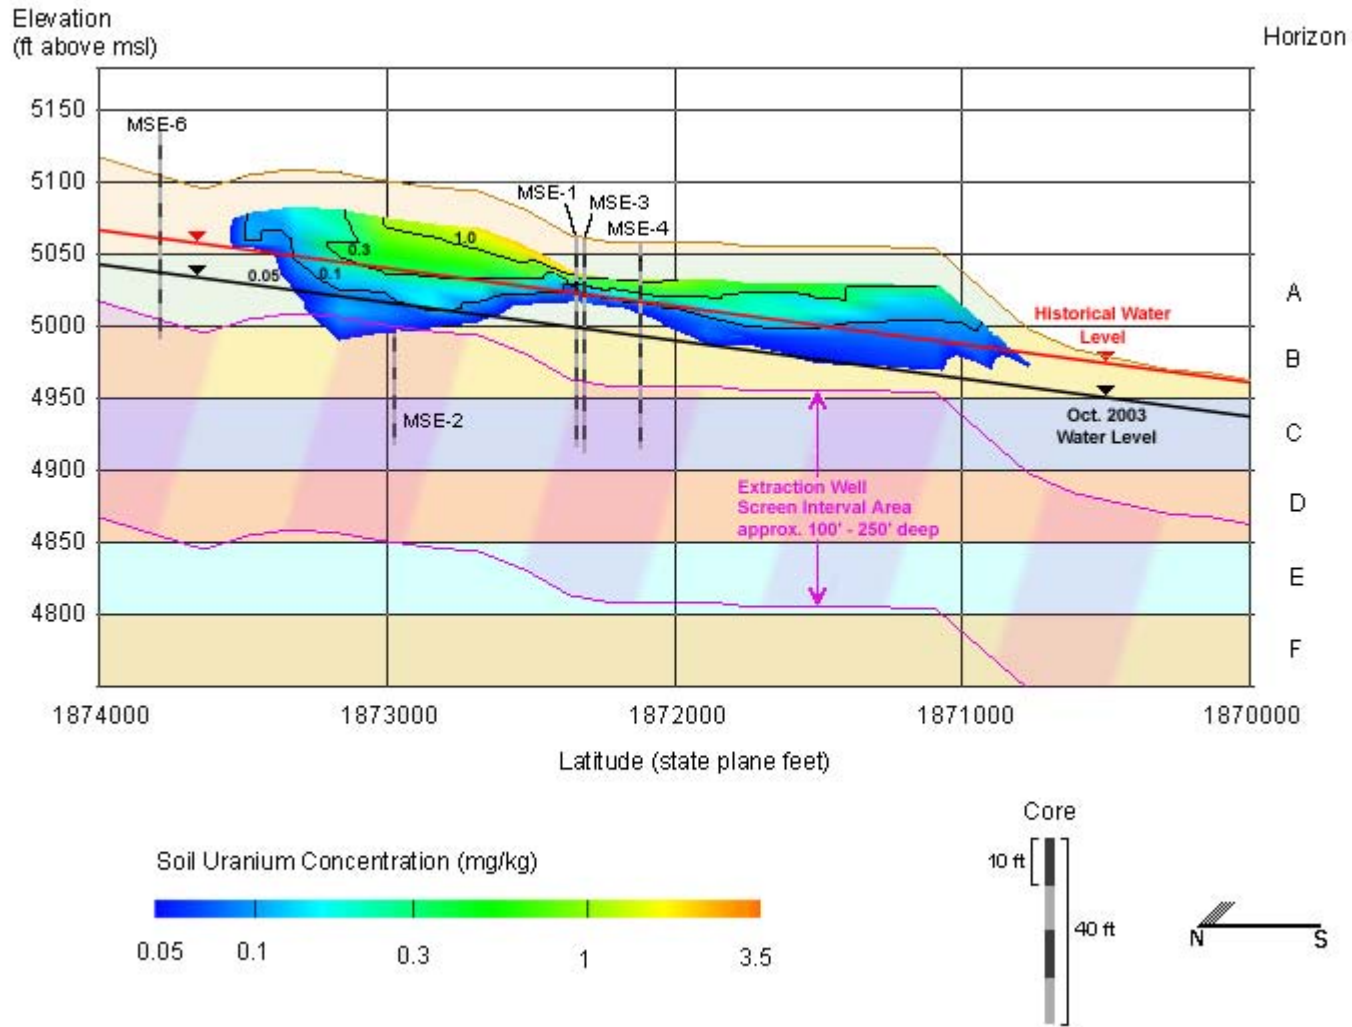 Elevation
(ft above msl)
Horizon
5150
MSE-6
5100
MSE-1
MSE-3
MSE-4
1.0
0.3
5050
0.05
0.1
A
Historical Water
Level
5000
B
4950
MSE-2
Oct. 2003
Water Level
C
4900
Extraction Well
Screen Interval Area
approx. 100' - 250' deep
D
4850
E
4800
F
1874000 1873000 1872000 1871000 1870000
Latitude (state plane feet)
Core
Soil Uranium Concentration (mg/kg)
10 ft
40 ft
0.05 0.1 0.3 1 3.5
N S